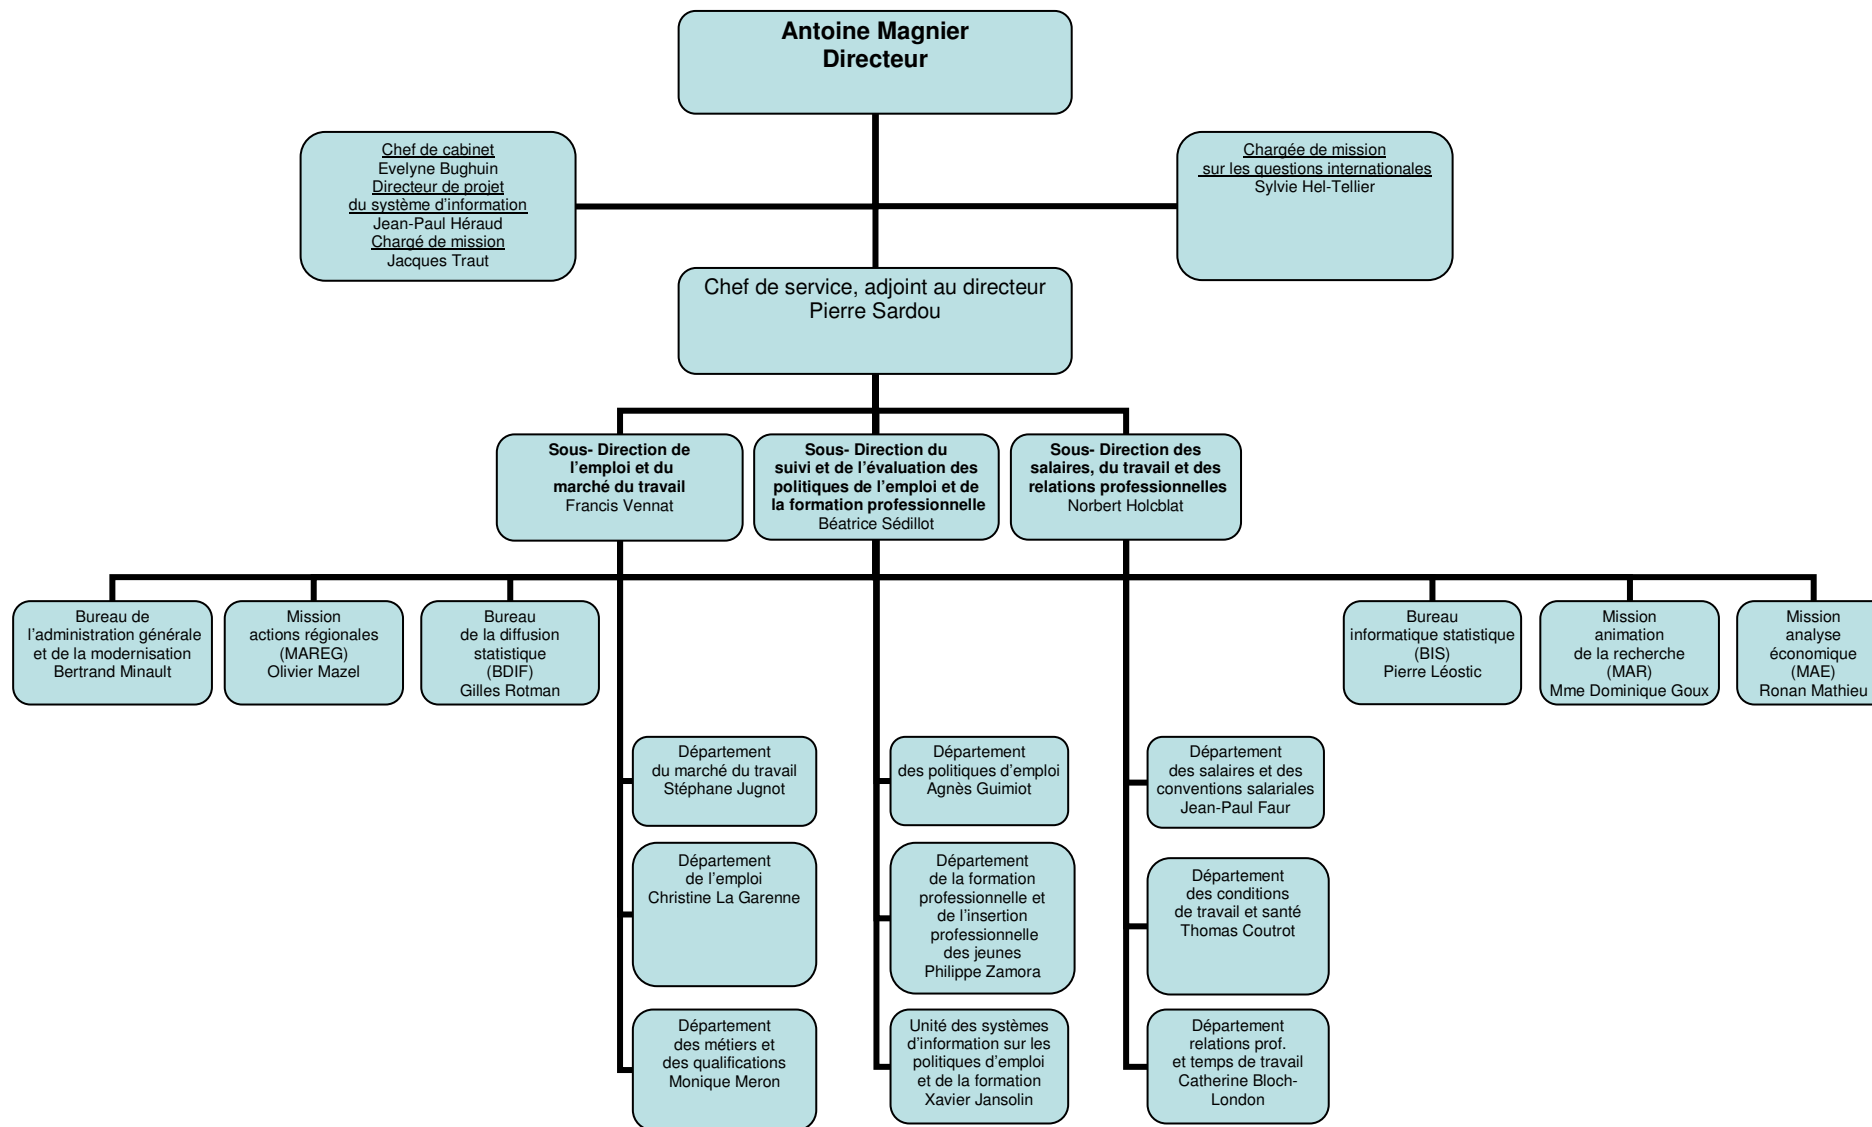 Antoine Magnier
Directeur
Chef de cabinet
Evelyne Bughuin
Directeur de projet
du système d'information
Jean-Paul Héraud
Chargé de mission
Jacques Traut
Chargée de mission
sur les questions internationales
Sylvie Hel-Tellier
Chef de service, adjoint au directeur
Pierre Sardou
Sous- Direction de
l'emploi et du
marché du travail
Francis Vennat
Sous- Direction du
suivi et de l'évaluation des
politiques de l'emploi et de
la formation professionnelle
Béatrice Sédillot
Sous- Direction des
salaires, du travail et des
relations professionnelles
Norbert Holcblat
Bureau de
l'administration générale
et de la modernisation
Bertrand Minault
Mission
actions régionales
(MAREG)
Olivier Mazel
Bureau
de la diffusion
statistique
(BDIF)
Gilles Rotman
Bureau
informatique statistique
(BIS)
Pierre Léostic
Mission
animation
de la recherche
(MAR)
Mme Dominique Goux
Mission
analyse
économique
(MAE)
Ronan Mathieu
Département
du marché du travail
Stéphane Jugnot
Département
des politiques d'emploi
Agnès Guimiot
Département
des salaires et des
conventions salariales
Jean-Paul Faur
Département
de l'emploi
Christine La Garenne
Département
de la formation
professionnelle et
de l'insertion
professionnelle
des jeunes
Philippe Zamora
Département
des conditions
de travail et santé
Thomas Coutrot
Département
des métiers et
des qualifications
Monique Meron
Unité des systèmes
d'information sur les
politiques d'emploi
et de la formation
Xavier Jansolin
Département
relations prof.
et temps de travail
Catherine Bloch-
London